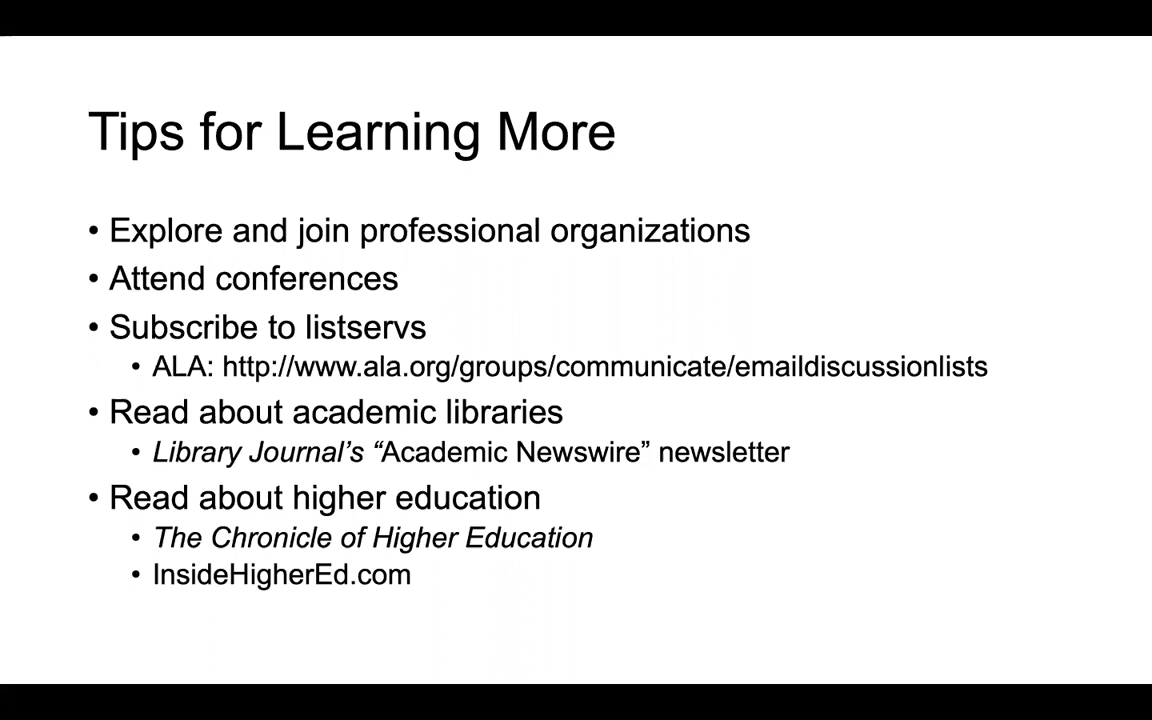 Tips for Learning More
• Explore and join professional organizations
• Attend conferences
• Subscribe to listservs
• ALA: http://www.ala.org/groups/communicate/emaildiscussionlists
• Read about academic libraries
• Library Journal’s “Academic Newswire” newsletter
• Read about higher education
• The Chronicle of Higher Education
• InsideHigherEd.com